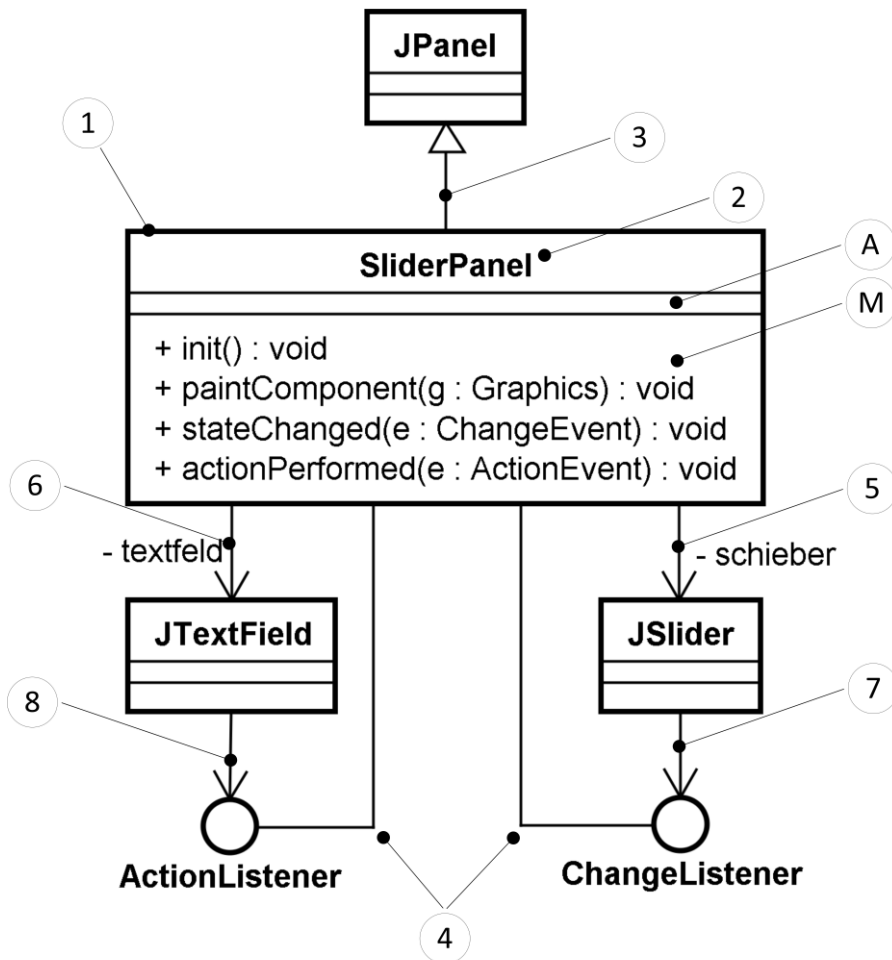 JPanel
1
3
2
SliderPanel
A
M
+ init() : void
+ paintComponent(g : Graphics) : void
+ stateChanged(e : ChangeEvent) : void
+ actionPerformed(e : ActionEvent) : void
6
5
- textfeld
- schieber
JTextField
JSlider
8
7
ActionListener
ChangeListener
4